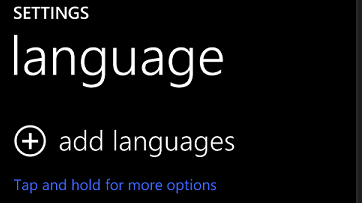 SETTINGS
language
add languages
Tap and hold for more options